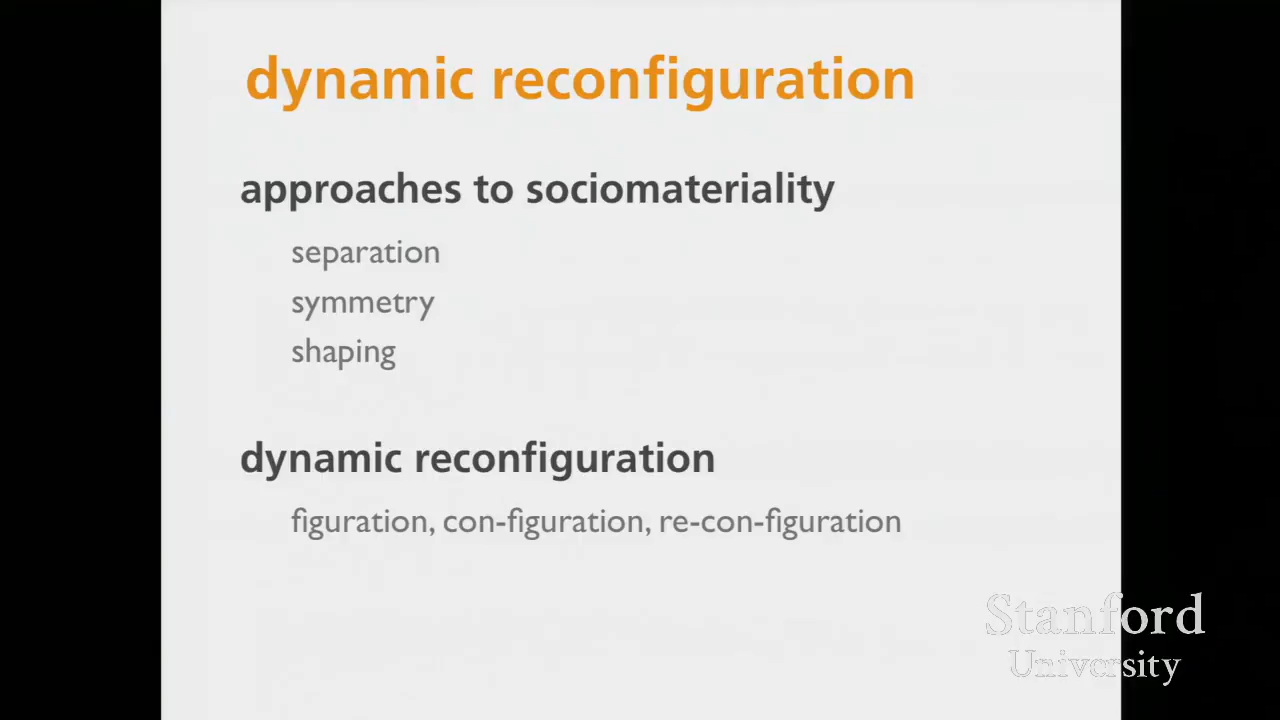 dynamic reconfiguration
approaches to sociomateriality
separation
symmetry
shaping
dynamic reconfiguration
figuration, con-figuration, re-con-figuration
Stanford
University